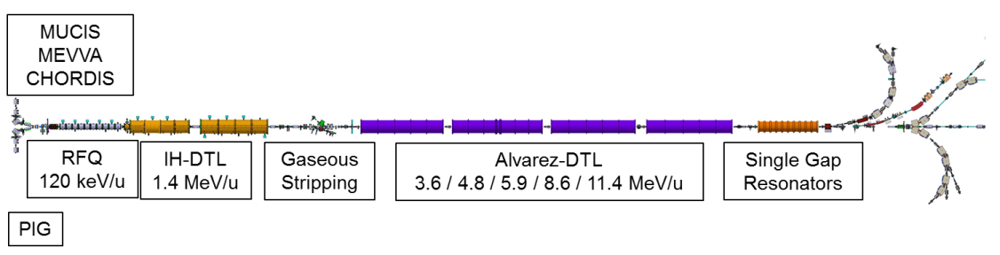 MUCIS
MEVVA
CHORDIS
RFQ
120 keV/u
IH-DTL
1.4 MeV/u
Gaseous
Stripping
Alvarez-DTL
3.6 / 4.8 / 5.9 / 8.6 / 11.4 MeV/u
Single Gap
Resonators
PIG